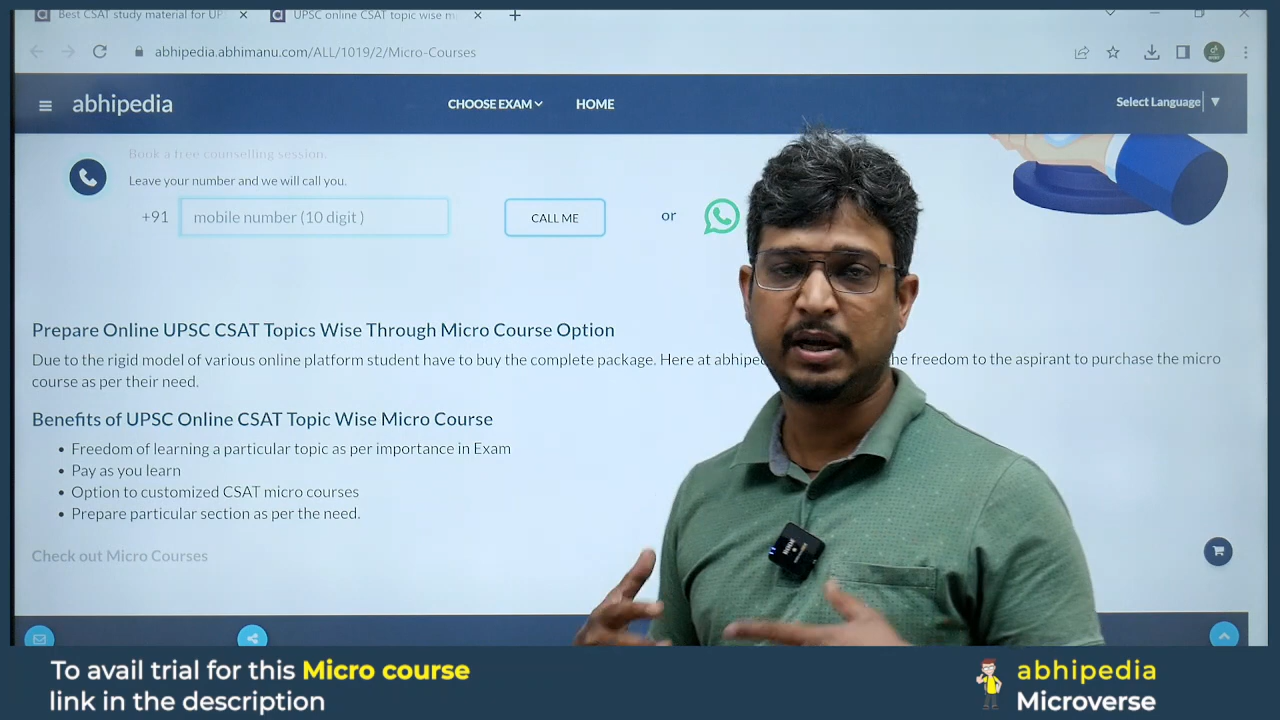 Best CSAT study material for UP
UPSC online CSAT topic wise m
abhipedia.abhimanu.com/ALL/1019/2/Micro-Courses
abhipedia
CHOOSE EXAM
HOME
Select Language
Book a free counselling session.
Leave your number and we will call you.
+91
mobile number (10 digit )
CALL ME
or
Prepare Online UPSC CSAT Topics Wise Through Micro Course Option
Due to the rigid model of various online platform student have to buy the complete package. Here at the freedom to the aspirant to purchase the micro
course as per their need.
Benefits of UPSC Online CSAT Topic Wise Micro Course
• Freedom of learning a particular topic as per importance in Exam
• Pay as you learn
• Option to customized CSAT micro courses
• Prepare particular section as per the need.
Check out Micro Courses
To avail trial for this Micro course
link in the description
abhipedia
Microverse